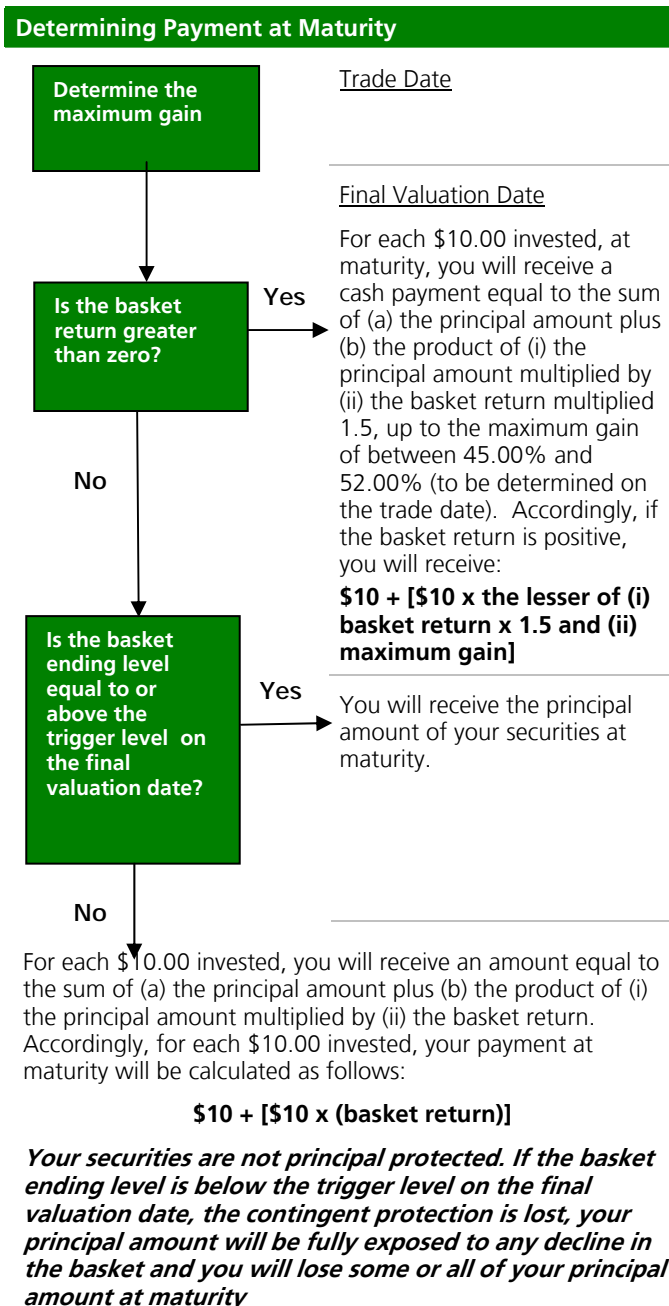 Determining Payment at Maturity
Determine the
maximum gain
Trade Date
Final Valuation Date
Is the basket
return greater
than zero?
Yes
For each $10.00 invested, at
maturity, you will receive a
cash payment equal to the sum
of (a) the principal amount plus
(b) the product of (i) the
principal amount multiplied by
(ii) the basket return multiplied
1.5, up to the maximum gain
of between 45.00% and
52.00% (to be determined on
the trade date). Accordingly, if
the basket return is positive,
you will receive:
$10 + [$10 x the lesser of (i)
basket return x 1.5 and (ii)
maximum gain]
No
Is the basket
ending level
equal to or
above the
trigger level on
the final
valuation date?
Yes
You will receive the principal
amount of your securities at
maturity.
No
For each $10.00 invested, you will receive an amount equal to
the sum of (a) the principal amount plus (b) the product of (i)
the principal amount multiplied by (ii) the basket return.
Accordingly, for each $10.00 invested, your payment at
maturity will be calculated as follows:
$10 + [$10 x (basket return)]
Your securities are not principal protected. If the basket
ending level is below the trigger level on the final
valuation date, the contingent protection is lost, your
principal amount will be fully exposed to any decline in
the basket and you will lose some or all of your principal
amount at maturity